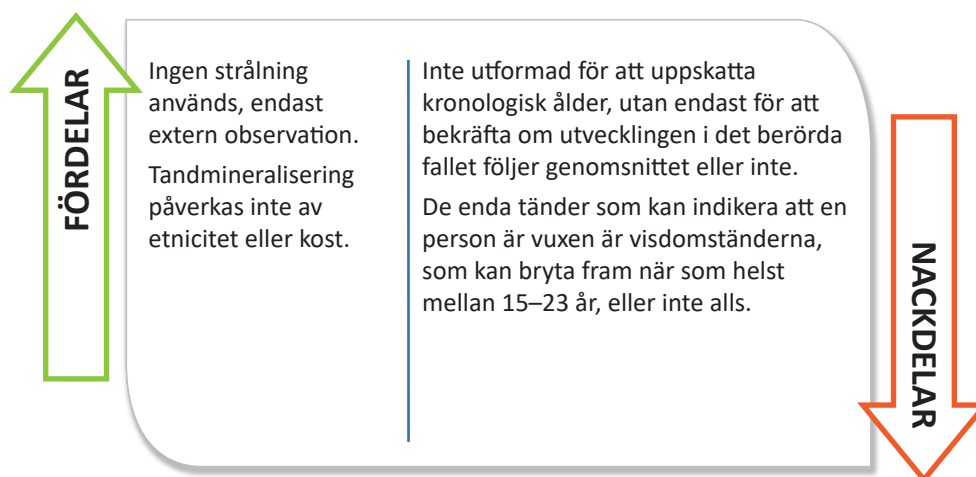 FÖRDELAR
Ingen strålning
används, endast
extern observation.
Tandmineralisering
påverkas inte av
etnicitet eller kost.
Inte utformad för att uppskatta
kronologisk ålder, utan endast för att
bekräfta om utvecklingen i det berörda
fallet följer genomsnittet eller inte.
De enda tänder som kan indikera att en
person är vuxen är visdomständerna,
som kan bryta fram när som helst
mellan 15–23 år, eller inte alls.
NACKDELAR